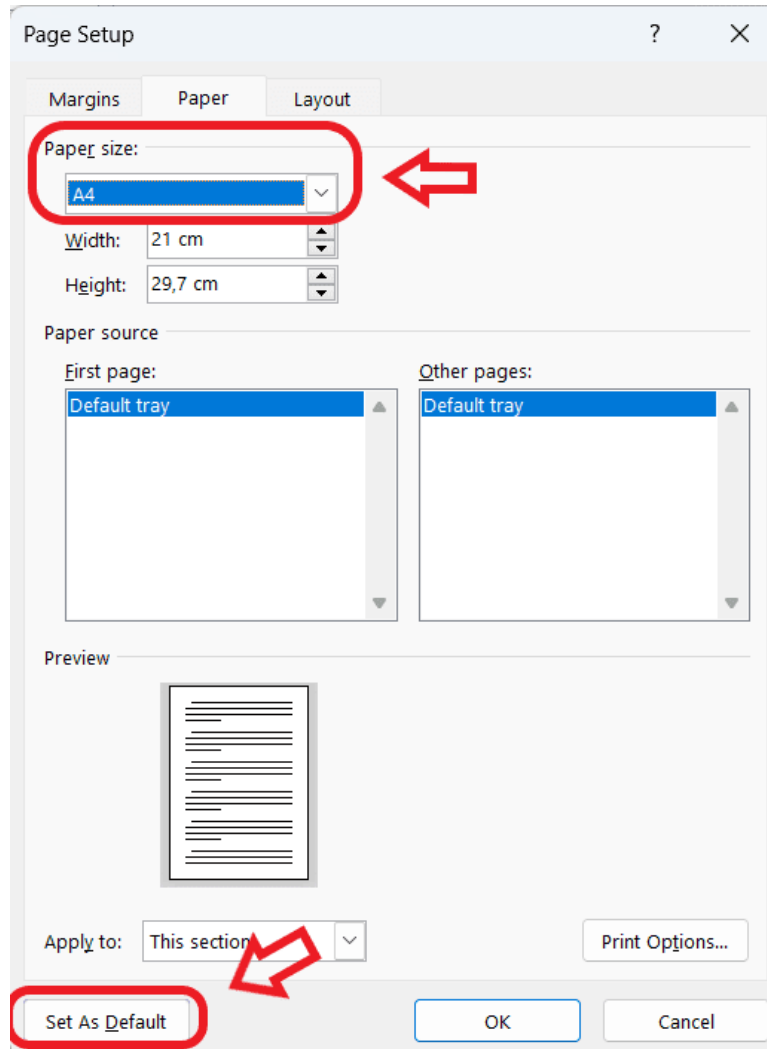 Page Setup ?
Margins Paper Layout
Paper size:
A4
Width: 21 cm
Height: 29,7 cm
Paper source
First page: Other pages:
Default tray Default tray
Preview
Apply to: This section Print Options...
Set As Default OK Cancel